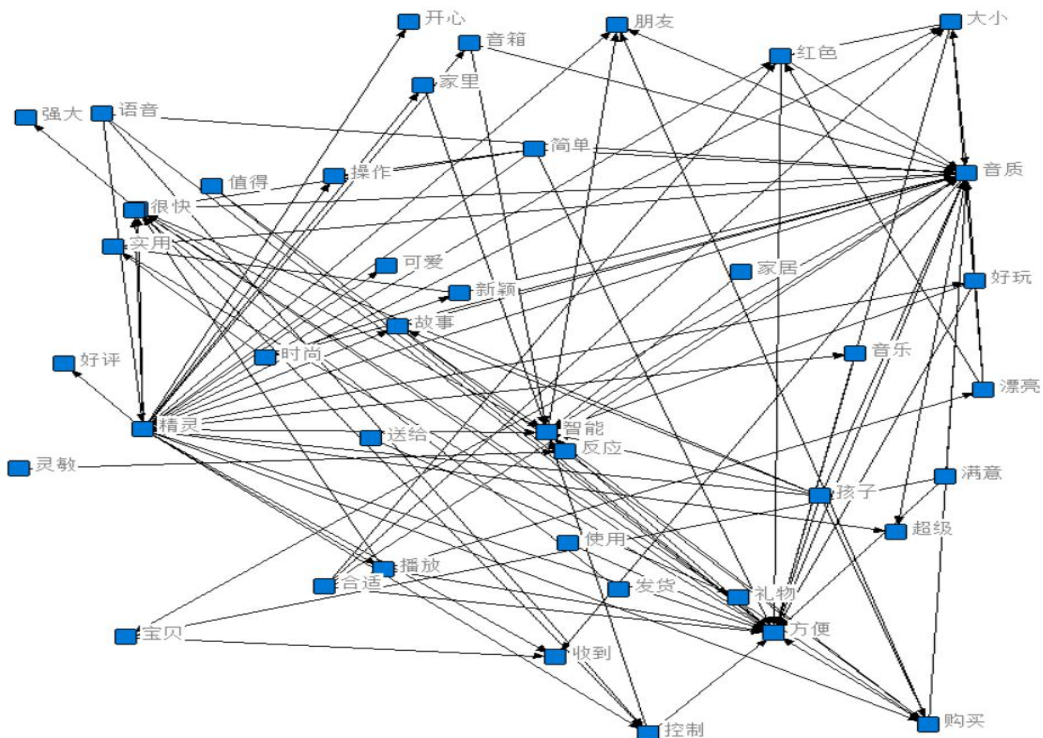 开心
朋友
大小
音箱
红色
家里
强大
语音
简单
音质
操作
值得
很快
实用
可爱
家居
好玩
新颖
故事
时尚
音乐
好评
漂亮
精灵
智能
送给
反应
灵敏
满意
孩子
超级
使用
播放
合适
发货
礼物
方便
宝贝
收到
购买
控制